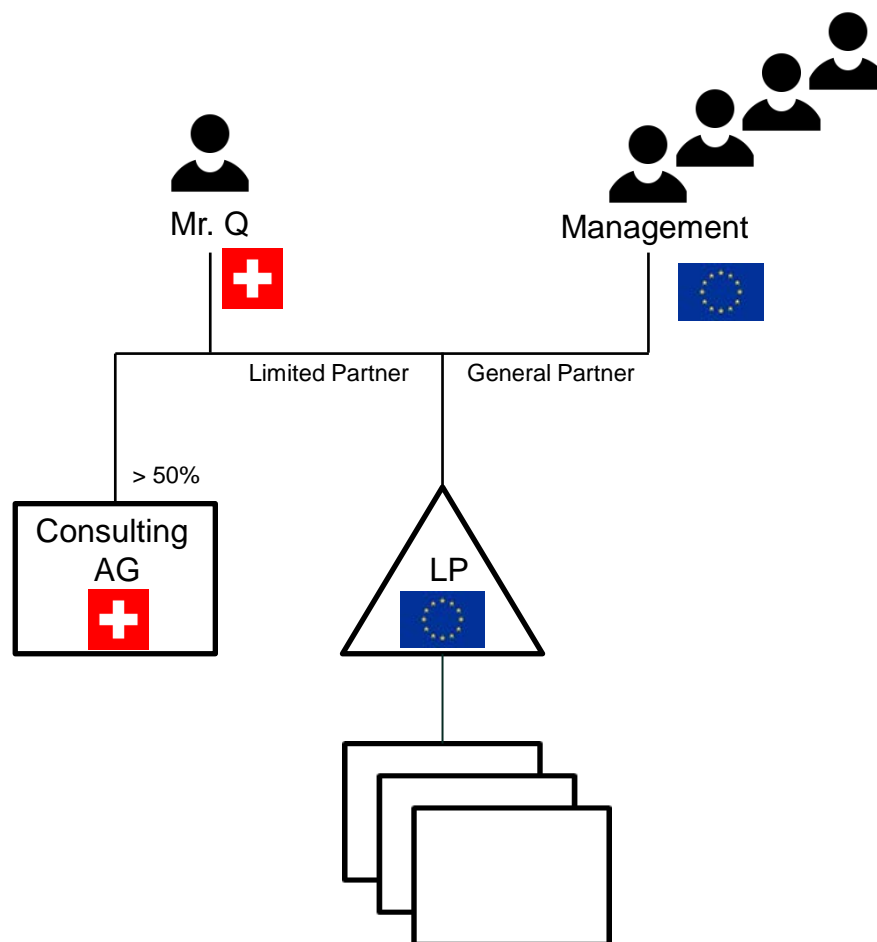 Mr. Q
Management
Limited Partner
General Partner
> 50%
Consulting
AG
LP